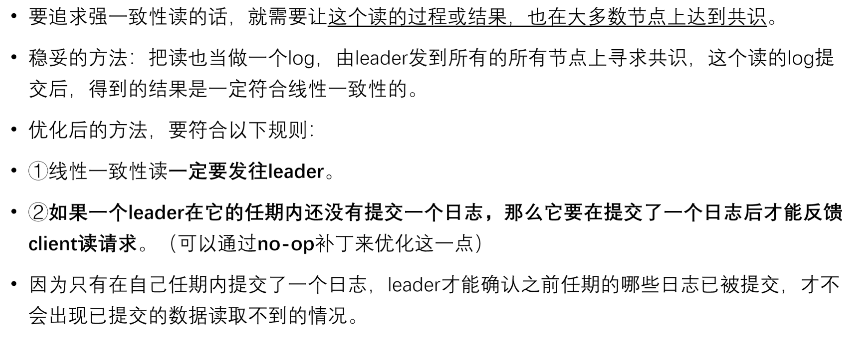 • 要追求强一致性读的话，就需要让这个读的过程或结果，也在大多数节点上达到共识。
• 稳妥的方法：把读也当做一个log，由leader发到所有的所有节点上寻求共识，这个读的log提
交后，得到的结果是一定符合线性一致性的。
• 优化后的方法，要符合以下规则：
• ①线性一致性读一定要发往leader。
• ②如果一个leader在它的任期内还没有提交一个日志，那么它要在提交了一个日志后才能反馈
client读请求。（可以通过no-op补丁来优化这一点）
• 因为只有在自己任期内提交了一个日志，leader才能确认之前任期的哪些日志已被提交，才不
会出现已提交的数据读取不到的情况。